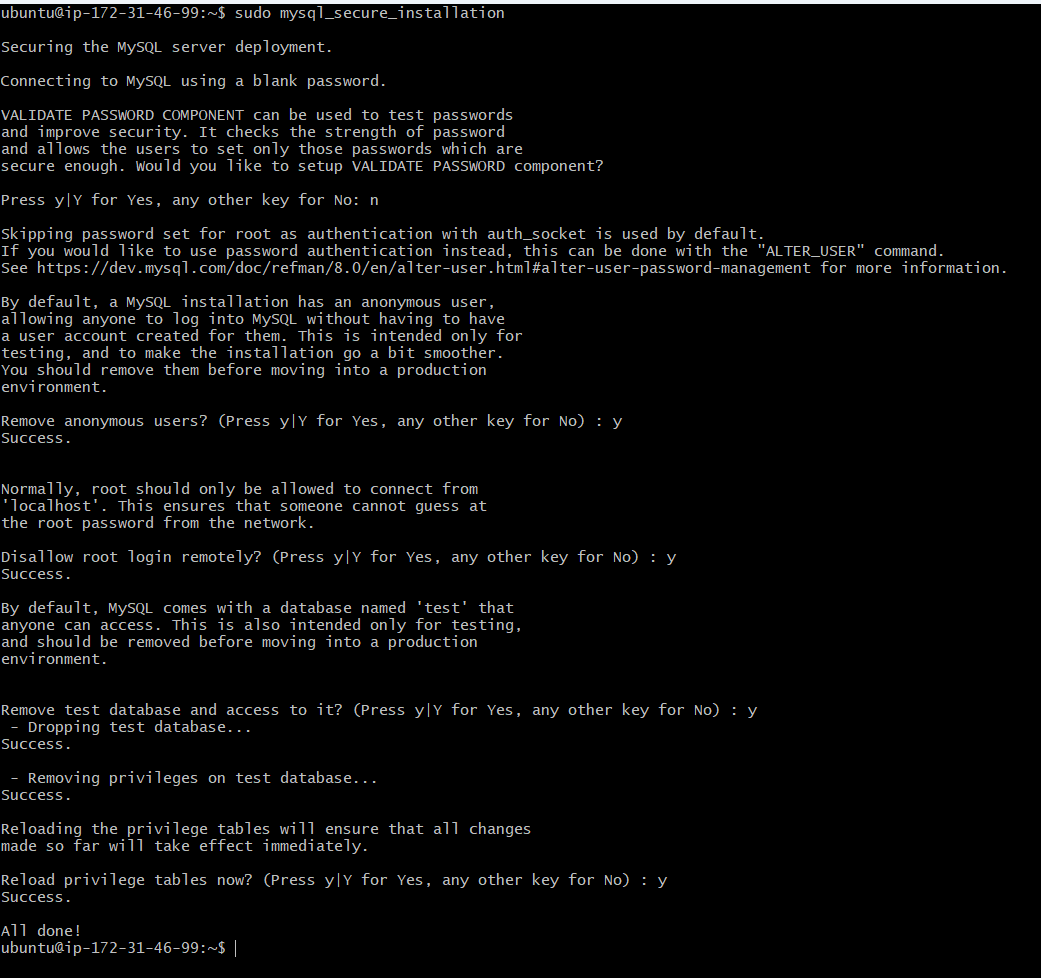 ubuntu@ip-172-31-46-99:~$ sudo mysql_secure_installation
Securing the MySQL server deployment.
Connecting to MySQL using a blank password.
VALIDATE PASSWORD COMPONENT can be used to test passwords
and improve security. It checks the strength of password
and allows the users to set only those passwords which are
secure enough. Would you like to setup VALIDATE PASSWORD component?
Press y|Y for Yes, any other key for No: n
Skipping password set for root as authentication with auth_socket is used by default.
If you would like to use password authentication instead, this can be done with the "ALTER_USER" command.
See https://dev.mysql.com/doc/refman/8.0/en/alter-user.html#alter-user-password-management for more information.
By default, a MySQL installation has an anonymous user,
allowing anyone to log into MySQL without having to have
a user account created for them. This is intended only for
testing, and to make the installation go a bit smoother.
You should remove them before moving into a production
environment.
Remove anonymous users? (Press y|Y for Yes, any other key for No) : y
Success.
Normally, root should only be allowed to connect from
'localhost'. This ensures that someone cannot guess at
the root password from the network.
Disallow root login remotely? (Press y|Y for Yes, any other key for No) : y
Success.
By default, MySQL comes with a database named 'test' that
anyone can access. This is also intended only for testing,
and should be removed before moving into a production
environment.
Remove test database and access to it? (Press y|Y for Yes, any other key for No) : y
 - Dropping test database...
Success.
 - Removing privileges on test database...
Success.
Reloading the privilege tables will ensure that all changes
made so far will take effect immediately.
Reload privilege tables now? (Press y|Y for Yes, any other key for No) : y
Success.
All done!
ubuntu@ip-172-31-46-99:~$